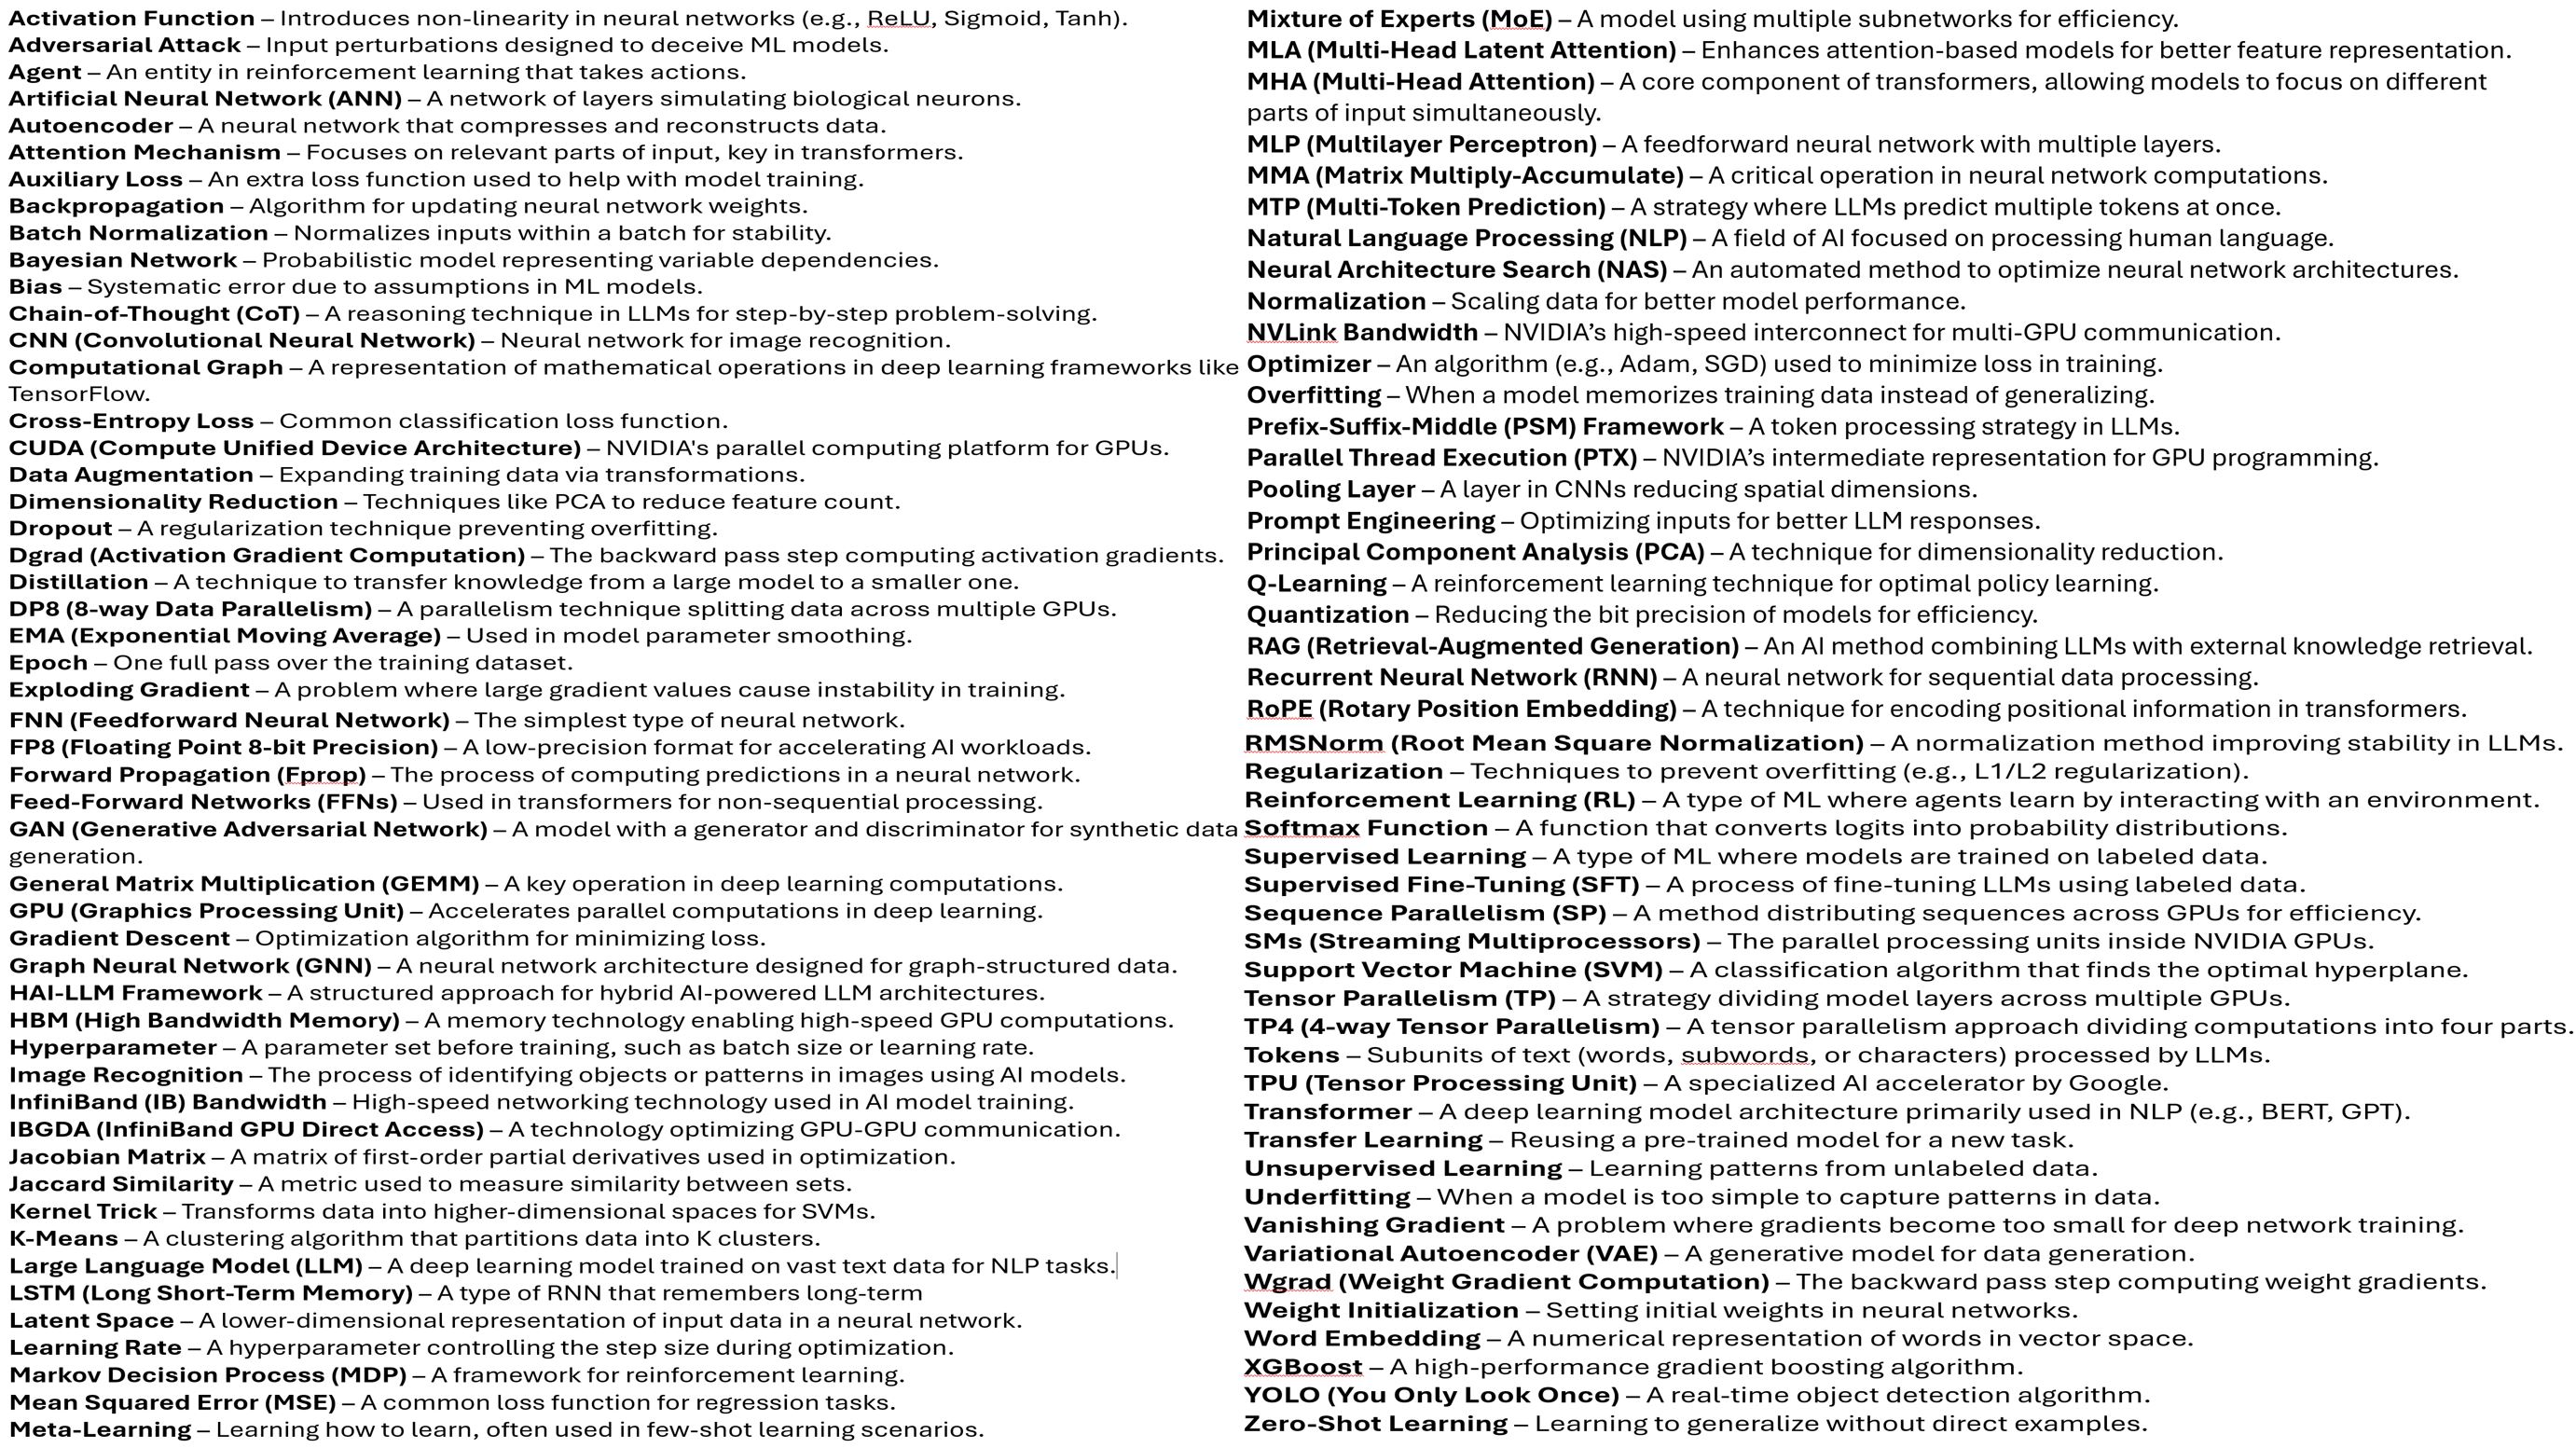 Activation Function – Introduces non-linearity in neural networks (e.g., ReLU, Sigmoid, Tanh).
Adversarial Attack – Input perturbations designed to deceive ML models.
Agent – An entity in reinforcement learning that takes actions.
Artificial Neural Network (ANN) – A network of layers simulating biological neurons.
Autoencoder – A neural network that compresses and reconstructs data.
Attention Mechanism – Focuses on relevant parts of input, key in transformers.
Auxiliary Loss – An extra loss function used to help with model training.
Backpropagation – Algorithm for updating neural network weights.
Batch Normalization – Normalizes inputs within a batch for stability.
Bayesian Network – Probabilistic model representing variable dependencies.
Bias – Systematic error due to assumptions in ML models.
Chain-of-Thought (CoT) – A reasoning technique in LLMs for step-by-step problem-solving.
CNN (Convolutional Neural Network) – Neural network for image recognition.
Computational Graph – A representation of mathematical operations in deep learning frameworks like
TensorFlow.
Cross-Entropy Loss – Common classification loss function.
CUDA (Compute Unified Device Architecture) – NVIDIA's parallel computing platform for GPUs.
Data Augmentation – Expanding training data via transformations.
Dimensionality Reduction – Techniques like PCA to reduce feature count.
Dropout – A regularization technique preventing overfitting.
Dgrad (Activation Gradient Computation) – The backward pass step computing activation gradients.
Distillation – A technique to transfer knowledge from a large model to a smaller one.
DP8 (8-way Data Parallelism) – A parallelism technique splitting data across multiple GPUs.
EMA (Exponential Moving Average) – Used in model parameter smoothing.
Epoch – One full pass over the training dataset.
Exploding Gradient – A problem where large gradient values cause instability in training.
FNN (Feedforward Neural Network) – The simplest type of neural network.
FP8 (Floating Point 8-bit Precision) – A low-precision format for accelerating AI workloads.
Forward Propagation (Fprop) – The process of computing predictions in a neural network.
Feed-Forward Networks (FFNs) – Used in transformers for non-sequential processing.
GAN (Generative Adversarial Network) – A model with a generator and discriminator for synthetic data
generation.
General Matrix Multiplication (GEMM) – A key operation in deep learning computations.
GPU (Graphics Processing Unit) – Accelerates parallel computations in deep learning.
Gradient Descent – Optimization algorithm for minimizing loss.
Graph Neural Network (GNN) – A neural network architecture designed for graph-structured data.
HAI-LLM Framework – A structured approach for hybrid AI-powered LLM architectures.
HBM (High Bandwidth Memory) – A memory technology enabling high-speed GPU computations.
Hyperparameter – A parameter set before training, such as batch size or learning rate.
Image Recognition – The process of identifying objects or patterns in images using AI models.
InfiniBand (IB) Bandwidth – High-speed networking technology used in AI model training.
IBGDA (InfiniBand GPU Direct Access) – A technology optimizing GPU-GPU communication.
Jacobian Matrix – A matrix of first-order partial derivatives used in optimization.
Jaccard Similarity – A metric used to measure similarity between sets.
Kernel Trick – Transforms data into higher-dimensional spaces for SVMs.
K-Means – A clustering algorithm that partitions data into K clusters.
Large Language Model (LLM) – A deep learning model trained on vast text data for NLP tasks.
LSTM (Long Short-Term Memory) – A type of RNN that remembers long-term
Latent Space – A lower-dimensional representation of input data in a neural network.
Learning Rate – A hyperparameter controlling the step size during optimization.
Markov Decision Process (MDP) – A framework for reinforcement learning.
Mean Squared Error (MSE) – A common loss function for regression tasks.
Meta-Learning – Learning how to learn, often used in few-shot learning scenarios.
Mixture of Experts (MoE) – A model using multiple subnetworks for efficiency.
MLA (Multi-Head Latent Attention) – Enhances attention-based models for better feature representation.
MHA (Multi-Head Attention) – A core component of transformers, allowing models to focus on different
parts of input simultaneously.
MLP (Multilayer Perceptron) – A feedforward neural network with multiple layers.
MMA (Matrix Multiply-Accumulate) – A critical operation in neural network computations.
MTP (Multi-Token Prediction) – A strategy where LLMs predict multiple tokens at once.
Natural Language Processing (NLP) – A field of AI focused on processing human language.
Neural Architecture Search (NAS) – An automated method to optimize neural network architectures.
Normalization – Scaling data for better model performance.
NVLink Bandwidth – NVIDIA’s high-speed interconnect for multi-GPU communication.
Optimizer – An algorithm (e.g., Adam, SGD) used to minimize loss in training.
Overfitting – When a model memorizes training data instead of generalizing.
Prefix-Suffix-Middle (PSM) Framework – A token processing strategy in LLMs.
Parallel Thread Execution (PTX) – NVIDIA’s intermediate representation for GPU programming.
Pooling Layer – A layer in CNNs reducing spatial dimensions.
Prompt Engineering – Optimizing inputs for better LLM responses.
Principal Component Analysis (PCA) – A technique for dimensionality reduction.
Q-Learning – A reinforcement learning technique for optimal policy learning.
Quantization – Reducing the bit precision of models for efficiency.
RAG (Retrieval-Augmented Generation) – An AI method combining LLMs with external knowledge retrieval.
Recurrent Neural Network (RNN) – A neural network for sequential data processing.
RoPE (Rotary Position Embedding) – A technique for encoding positional information in transformers.
RMSNorm (Root Mean Square Normalization) – A normalization method improving stability in LLMs.
Regularization – Techniques to prevent overfitting (e.g., L1/L2 regularization).
Reinforcement Learning (RL) – A type of ML where agents learn by interacting with an environment.
Softmax Function – A function that converts logits into probability distributions.
Supervised Learning – A type of ML where models are trained on labeled data.
Supervised Fine-Tuning (SFT) – A process of fine-tuning LLMs using labeled data.
Sequence Parallelism (SP) – A method distributing sequences across GPUs for efficiency.
SMs (Streaming Multiprocessors) – The parallel processing units inside NVIDIA GPUs.
Support Vector Machine (SVM) – A classification algorithm that finds the optimal hyperplane.
Tensor Parallelism (TP) – A strategy dividing model layers across multiple GPUs.
TP4 (4-way Tensor Parallelism) – A tensor parallelism approach dividing computations into four parts.
Tokens – Subunits of text (words, subwords, or characters) processed by LLMs.
TPU (Tensor Processing Unit) – A specialized AI accelerator by Google.
Transformer – A deep learning model architecture primarily used in NLP (e.g., BERT, GPT).
Transfer Learning – Reusing a pre-trained model for a new task.
Unsupervised Learning – Learning patterns from unlabeled data.
Underfitting – When a model is too simple to capture patterns in data.
Vanishing Gradient – A problem where gradients become too small for deep network training.
Variational Autoencoder (VAE) – A generative model for data generation.
Wgrad (Weight Gradient Computation) – The backward pass step computing weight gradients.
Weight Initialization – Setting initial weights in neural networks.
Word Embedding – A numerical representation of words in vector space.
XGBoost – A high-performance gradient boosting algorithm.
YOLO (You Only Look Once) – A real-time object detection algorithm.
Zero-Shot Learning – Learning to generalize without direct examples.